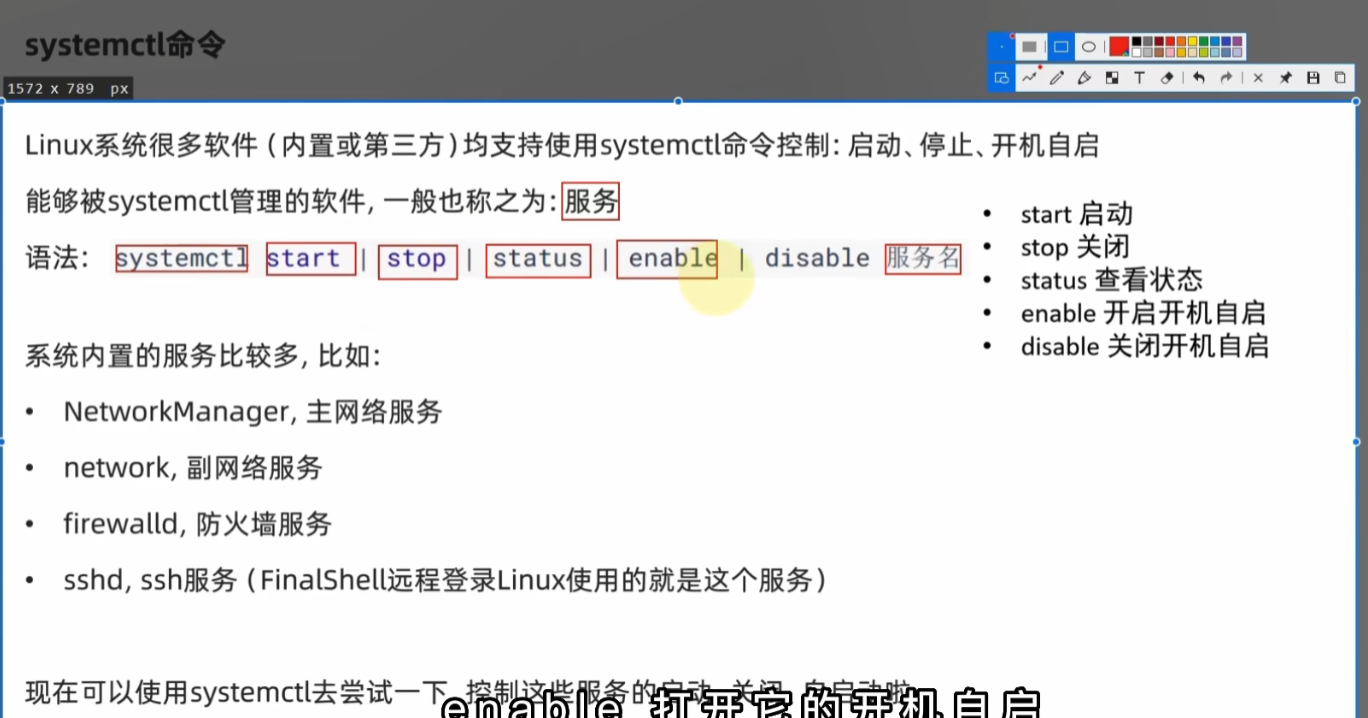 systemctl命令
1572 x 789 px
Linux系统很多软件（内置或第三方）均支持使用systemctl命令控制：启动、停止、开机自启
能够被systemctl管理的软件, 一般也称之为：服务
语法： systemctl start | stop | status | enable | disable 服务名
• start 启动
• stop 关闭
• status 查看状态
• enable 开启开机自启
• disable 关闭开机自启
系统内置的服务比较多, 比如：
• NetworkManager, 主网络服务
• network, 副网络服务
• firewalld, 防火墙服务
• sshd, ssh服务（FinalShell远程登录Linux使用的就是这个服务）
现在可以使用systemctl去尝试一下, 控制这些服务的启动、关闭、自启动啦
enable 打开它的开机自启